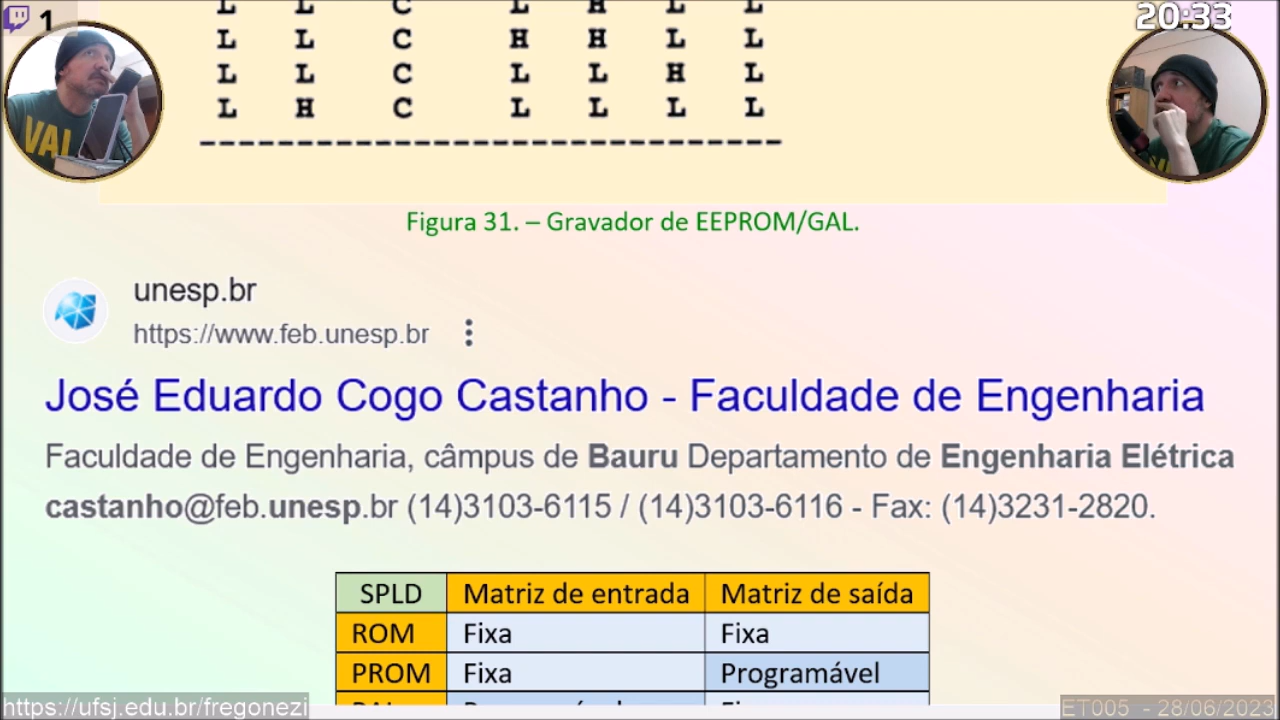 1
20:33
L L C L H L L
L L C H H L L
L L C L L H L
L H C L L L L
------------------------------
VAL
Figura 31. – Gravador de EEPROM/GAL.
unesp.br
https://www.feb.unesp.br
José Eduardo Cogo Castanho - Faculdade de Engenharia
Faculdade de Engenharia, câmpus de Bauru Departamento de Engenharia Elétrica
castanho@feb.unesp.br (14)3103-6115 / (14)3103-6116 - Fax: (14)3231-2820.
SPLD Matriz de entrada Matriz de saída
ROM Fixa Fixa
PROM Fixa Programável
https://ufsj.edu.br/fregonezi
ET005 - 28/06/2023